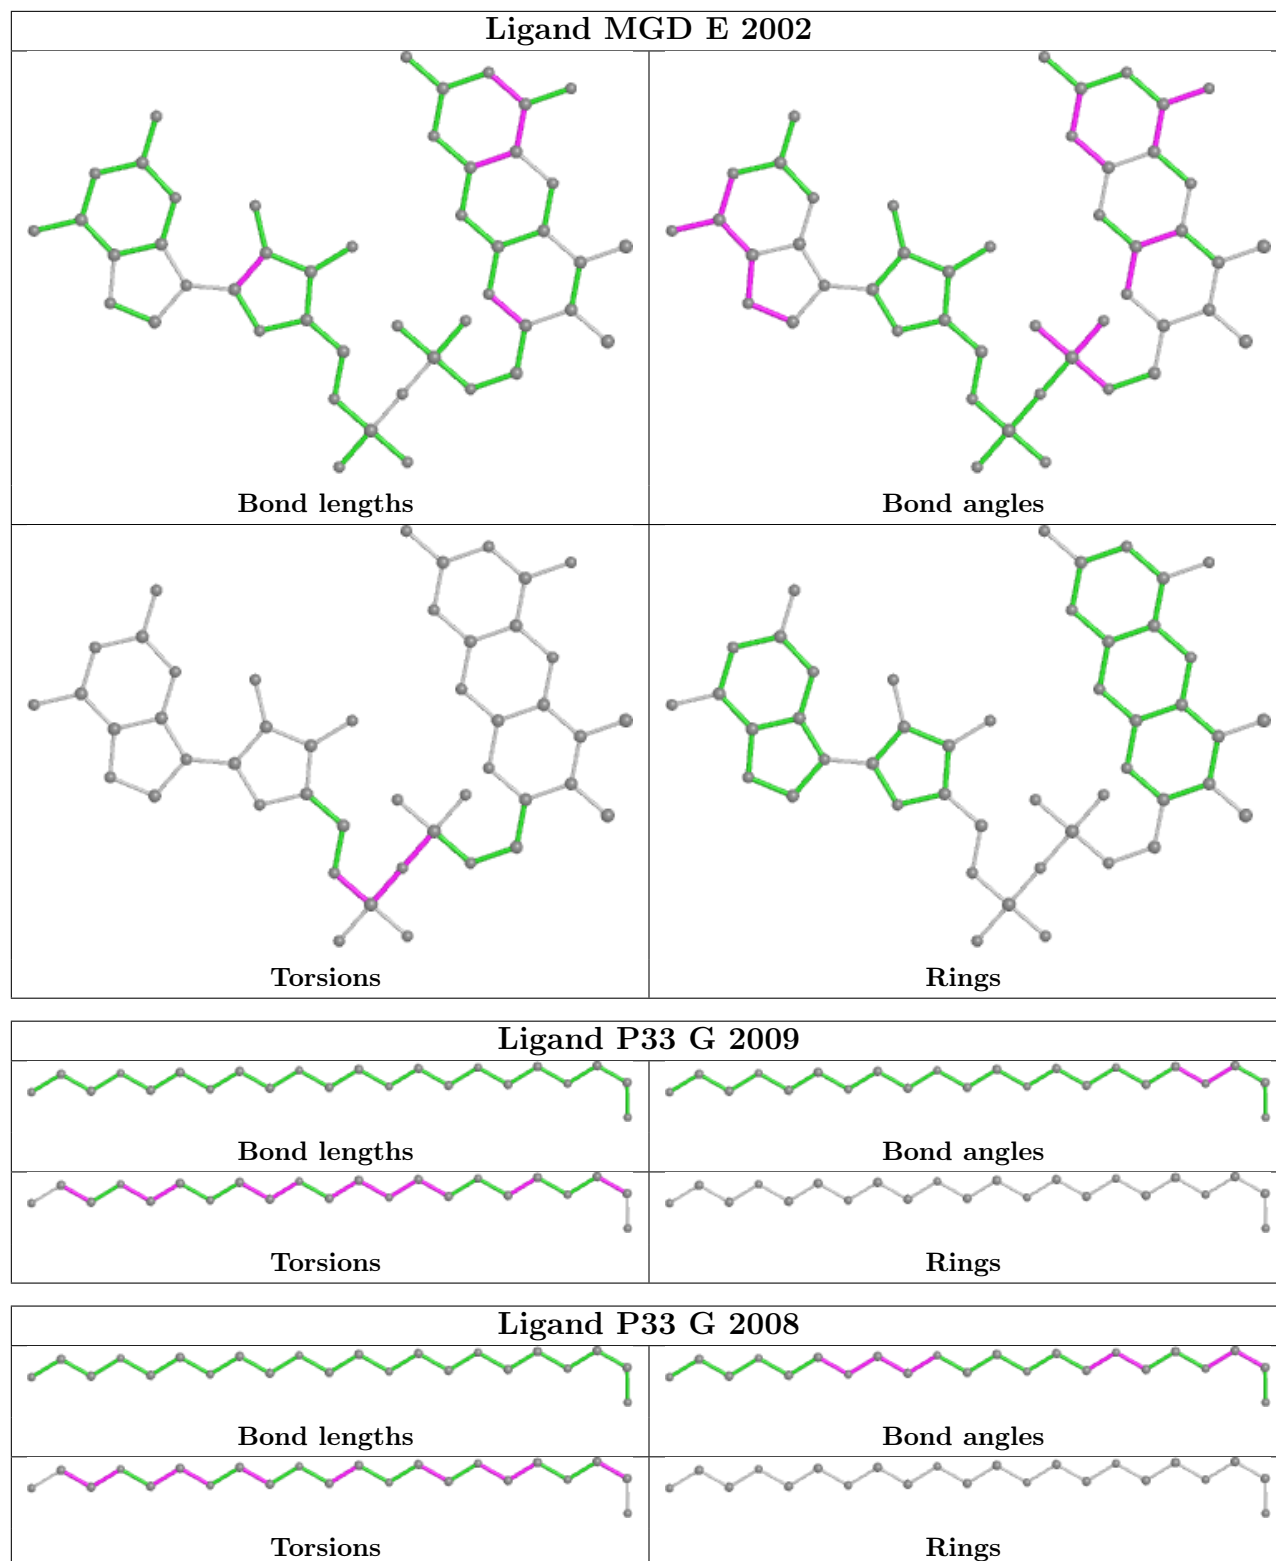 Ligand MGD E 2002
Bond lengths
Bond angles
Torsions
Rings
Ligand P33 G 2009
Bond lengths
Bond angles
Torsions
Rings
Ligand P33 G 2008
Bond lengths
Bond angles
Torsions
Rings